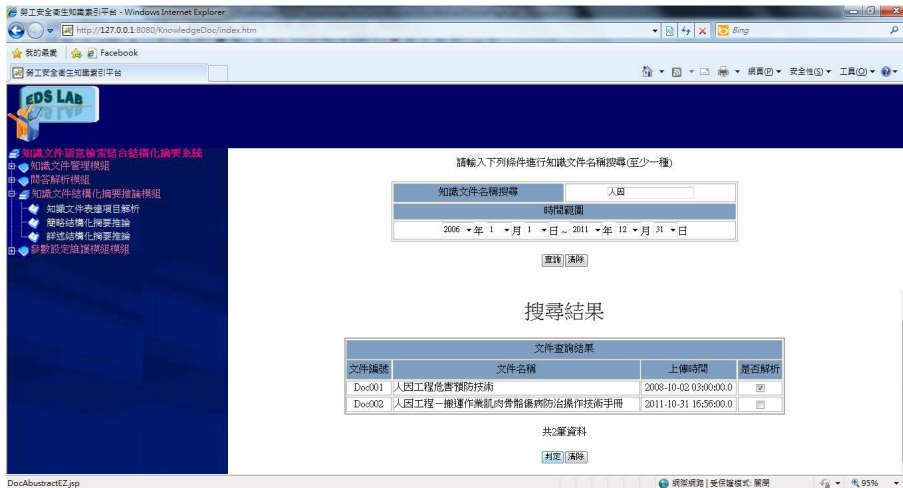 勞工安全衛生知識索引平台 - Windows Internet Explorer
http://127.0.0.1:8080/KnowledgeDoc/index.htm
Bing
我的最愛 Facebook
勞工安全衛生知識索引平台
網頁(P) 安全性(S) 工具(O)
EDS LAB
知識文件語意檢索結合結構化摘要系統
知識文件管理模組
問答解析模組
知識文件結構化摘要推論模組
知識文件表達項目解析
簡略結構化摘要推論
詳述結構化摘要推論
參數設定維護模組模組
請輸入下列條件進行知識文件名稱搜尋(至少一種)
知識文件名稱搜尋 人因
時間範圍
2006 年 1 月 1 日 ~ 2011 年 12 月 31 日
查詢 清除
搜尋結果
文件查詢結果
文件編號 文件名稱 上傳時間 是否解析
Doc001 人因工程危害預防技術 2008-10-02 03:00:00.0
Doc002 人因工程－搬運作業肌肉骨骼傷病防治操作技術手冊 2011-10-31 16:56:00.0
共2筆資料
判定 清除
DocAbustractEZ.jsp
網際網路 | 受保護模式: 關閉
95%